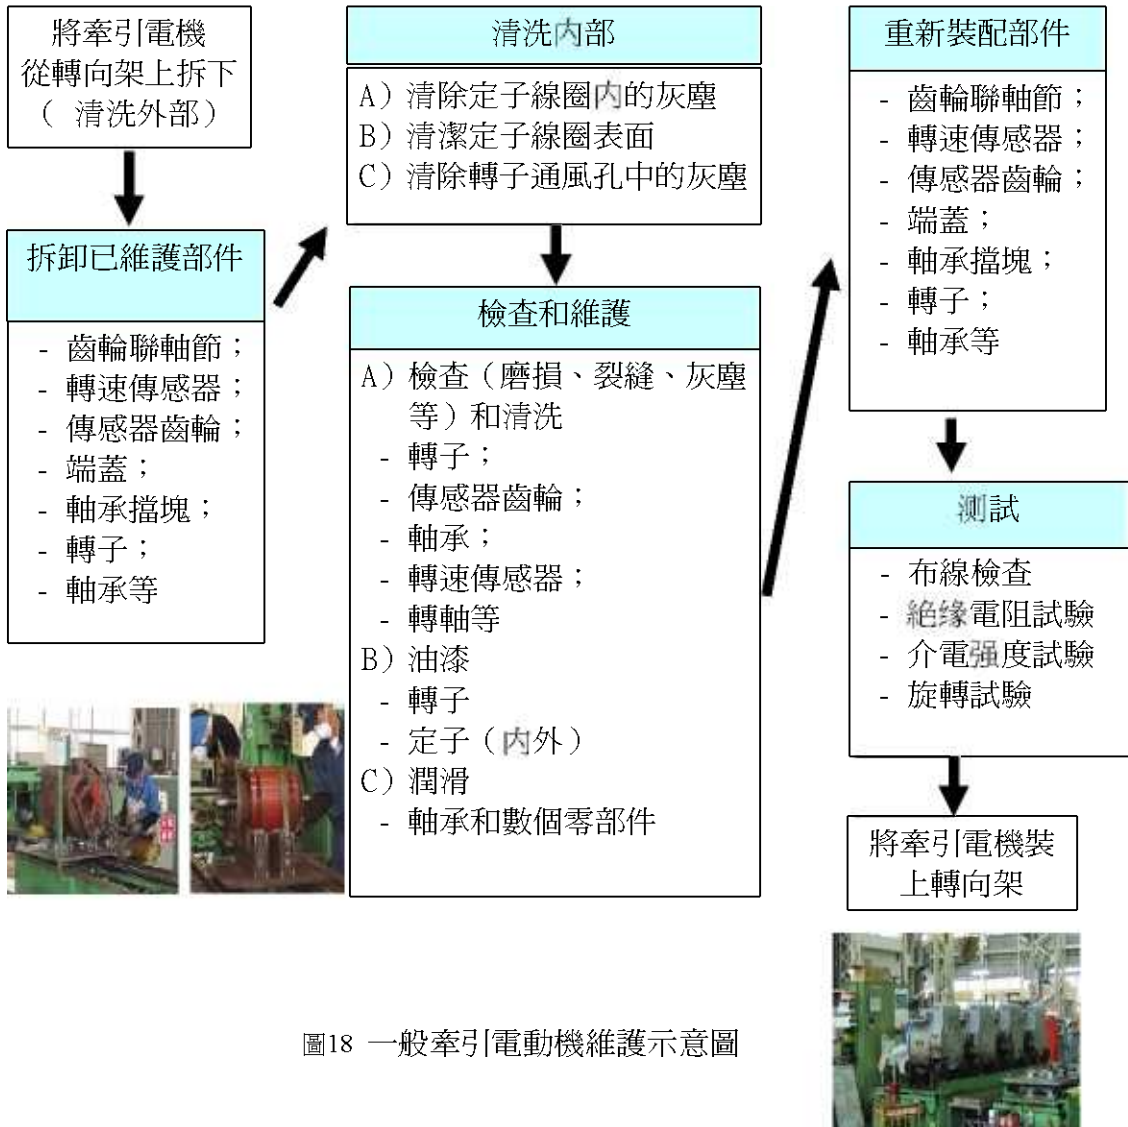 將牽引電機
從轉向架上拆下
（ 清洗外部）
拆卸已維護部件
- 齒輪聯軸節；
- 轉速傳感器；
- 傳感器齒輪；
- 端蓋；
- 軸承擋塊；
- 轉子；
- 軸承等
清洗内部
A）清除定子線圈内的灰塵
B）清潔定子線圈表面
C）清除轉子通風孔中的灰塵
檢查和維護
A）檢查（磨損、裂縫、灰塵
等）和清洗
- 轉子；
- 傳感器齒輪；
- 軸承；
- 轉速傳感器；
- 轉軸等
B）油漆
- 轉子
- 定子（内外）
C）潤滑
- 軸承和數個零部件
重新裝配部件
- 齒輪聯軸節；
- 轉速傳感器；
- 傳感器齒輪；
- 端蓋；
- 軸承擋塊；
- 轉子；
- 軸承等
测試
- 布線檢查
- 絶缘電阻試驗
- 介電强度試驗
- 旋轉試驗
將牽引電機裝
上轉向架
圖18 一般牽引電動機維護示意圖